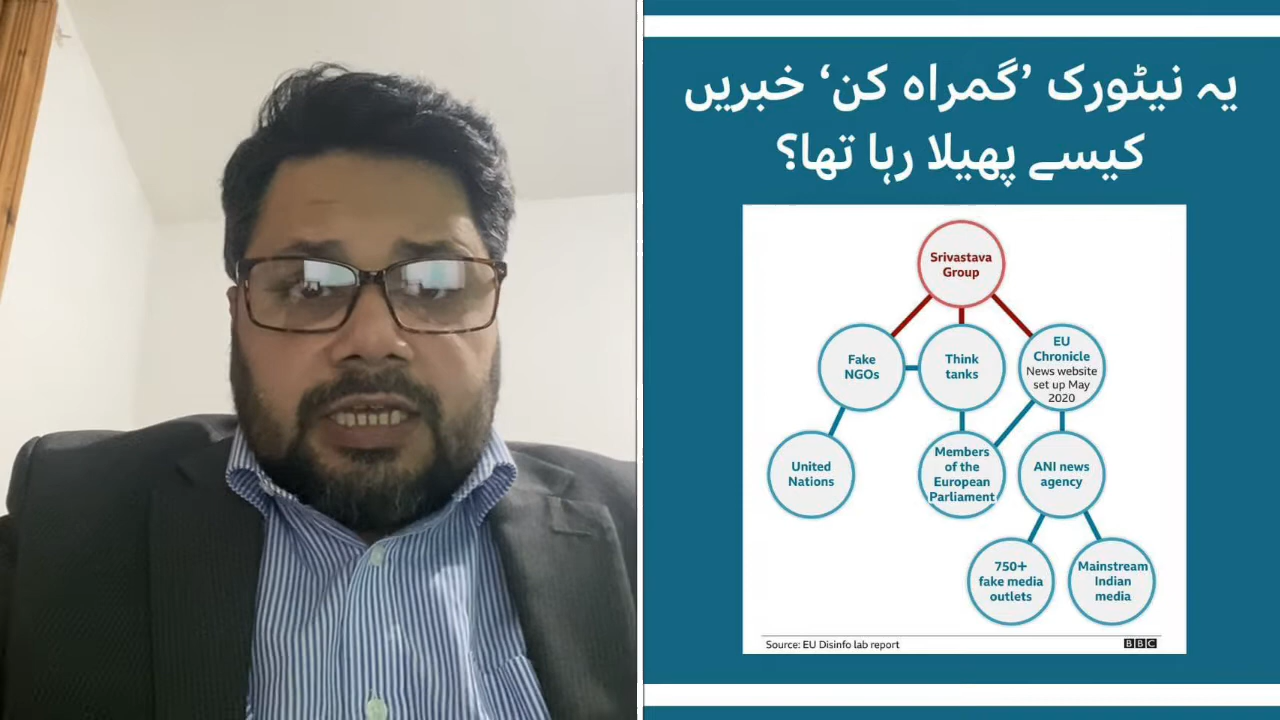 یہ نیٹورک ’گمراہ کن‘ خبریں
کیسے پھیلا رہا تھا؟
Srivastava
Group
Fake
NGOs
Think
tanks
EU
Chronicle
News website
set up May
2020
United
Nations
Members
of the
European
Parliament
ANI news
agency
750+
fake media
outlets
Mainstream
Indian
media
Source: EU Disinfo lab report
BBC